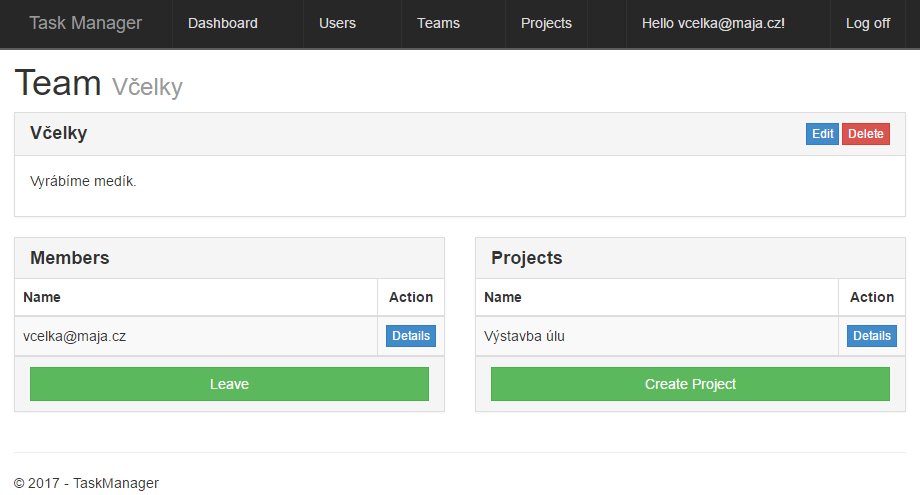 Task Manager Dashboard Users Teams Projects Hello vcelka@maja.cz! Log off
Team Včelky
Včelky Edit Delete
Vyrábíme medík.
Members
Name Action
vcelka@maja.cz Details
Leave
Projects
Name Action
Výstavba úlu Details
Create Project
© 2017 - TaskManager